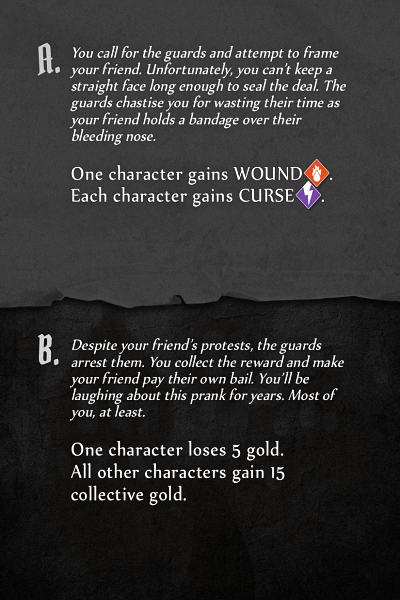 A.
You call for the guards and attempt to frame
your friend. Unfortunately, you can't keep a
straight face long enough to seal the deal. The
guards chastise you for wasting their time as
your friend holds a bandage over their
bleeding nose.
One character gains WOUND.
Each character gains CURSE.
B.
Despite your friend's protests, the guards
arrest them. You collect the reward and make
your friend pay their own bail. You'll be
laughing about this prank for years. Most of
you, at least.
One character loses 5 gold.
All other characters gain 15
collective gold.